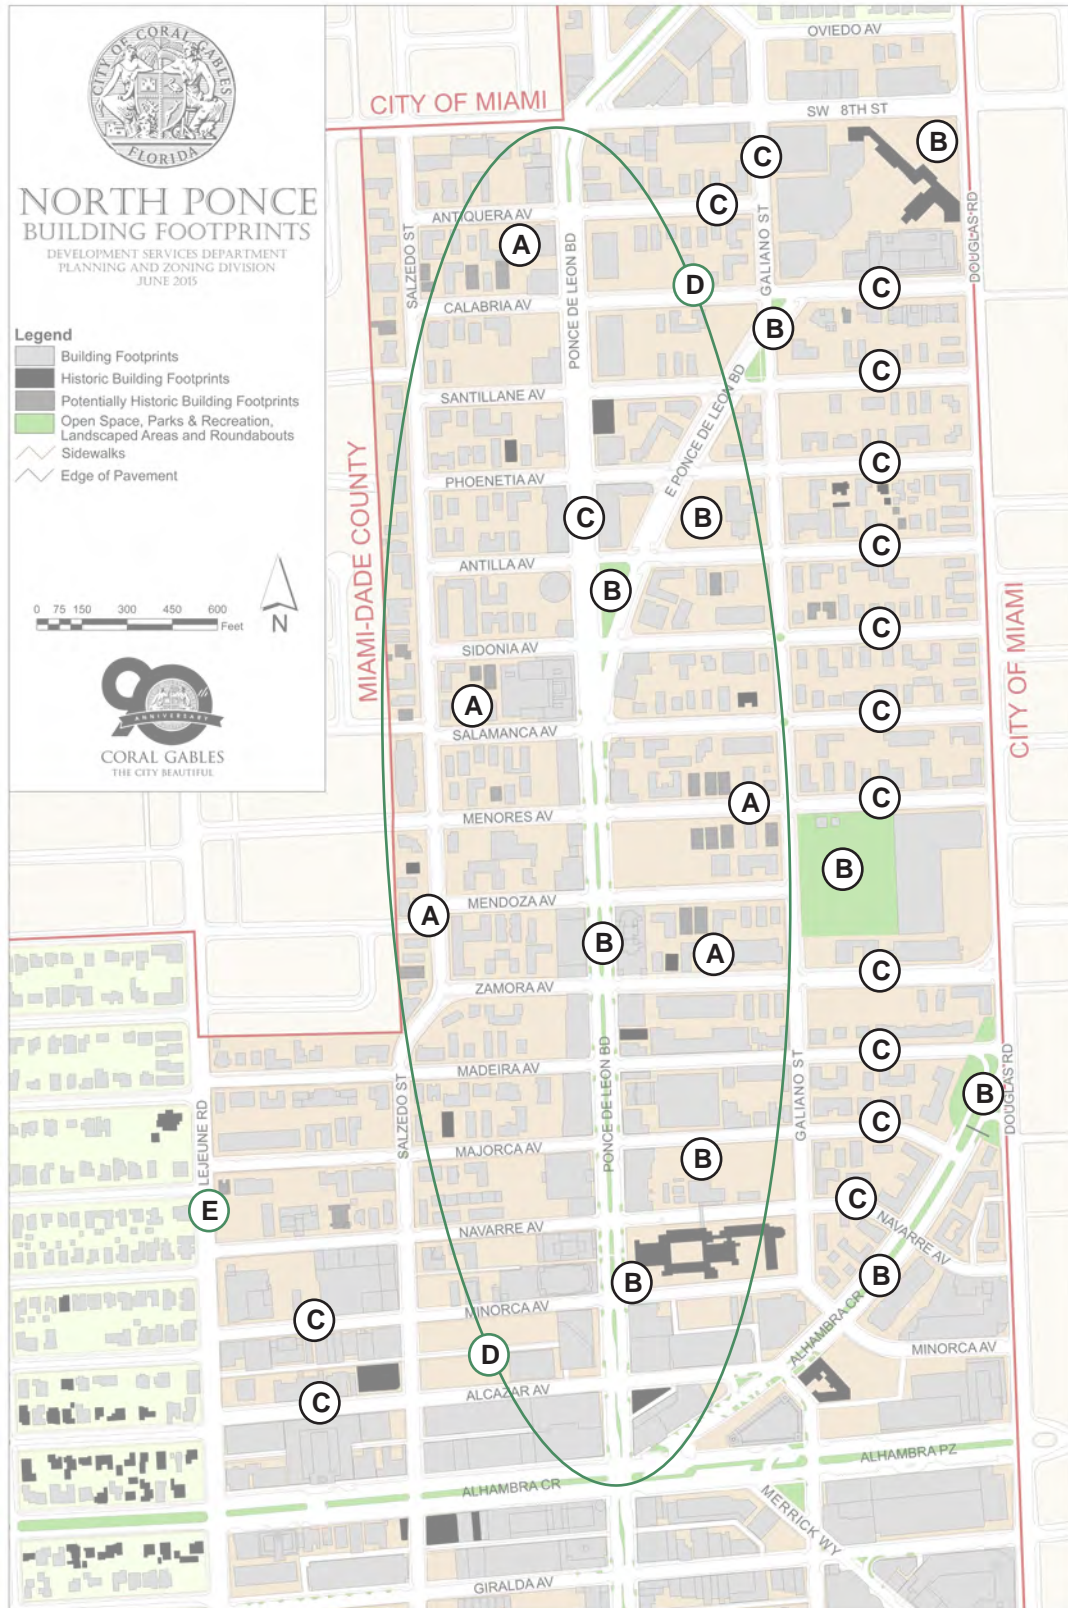 CITY OF CORAL GABLES
FLORIDA
NORTH PONCE
BUILDING FOOTPRINTS
DEVELOPMENT SERVICES DEPARTMENT
PLANNING AND ZONING DIVISION
JUNE 2015
Legend
Building Footprints
Historic Building Footprints
Potentially Historic Building Footprints
Open Space, Parks & Recreation,
Landscaped Areas and Roundabouts
Sidewalks
Edge of Pavement
0 75 150 300 450 600
Feet
N
90th
ANNIVERSARY
CORAL GABLES
THE CITY BEAUTIFUL
OVIEDO AV
CITY OF MIAMI
SW 8TH ST
B
C
C
ANTIQUERA AV
A
SALZEDO ST
PONCE DE LEON BD
GALIANO ST
DOUGLAS RD
D
C
CALABRIA AV
B
C
SANTILLANE AV
E PONCE DE LEON BD
MIAMI-DADE COUNTY
C
PHOENETIA AV
C
B
C
ANTILLA AV
B
CITY OF MIAMI
C
SIDONIA AV
A
C
SALAMANCA AV
A
C
MENORES AV
B
MENDOZA AV
A
B
A
C
ZAMORA AV
C
MADEIRA AV
PONCE DE LEON BD
GALIANO ST
DOUGLAS RD
B
LEJEUNE RD
SALZEDO ST
C
MAJORCA AV
B
E
C
NAVARRE AV
NAVARRE AV
B
B
C
MINORCA AV
ALHAMBRA CR
MINORCA AV
D
C
ALCAZAR AV
ALHAMBRA PZ
ALHAMBRA CR
MERRICK WY
GIRALDA AV